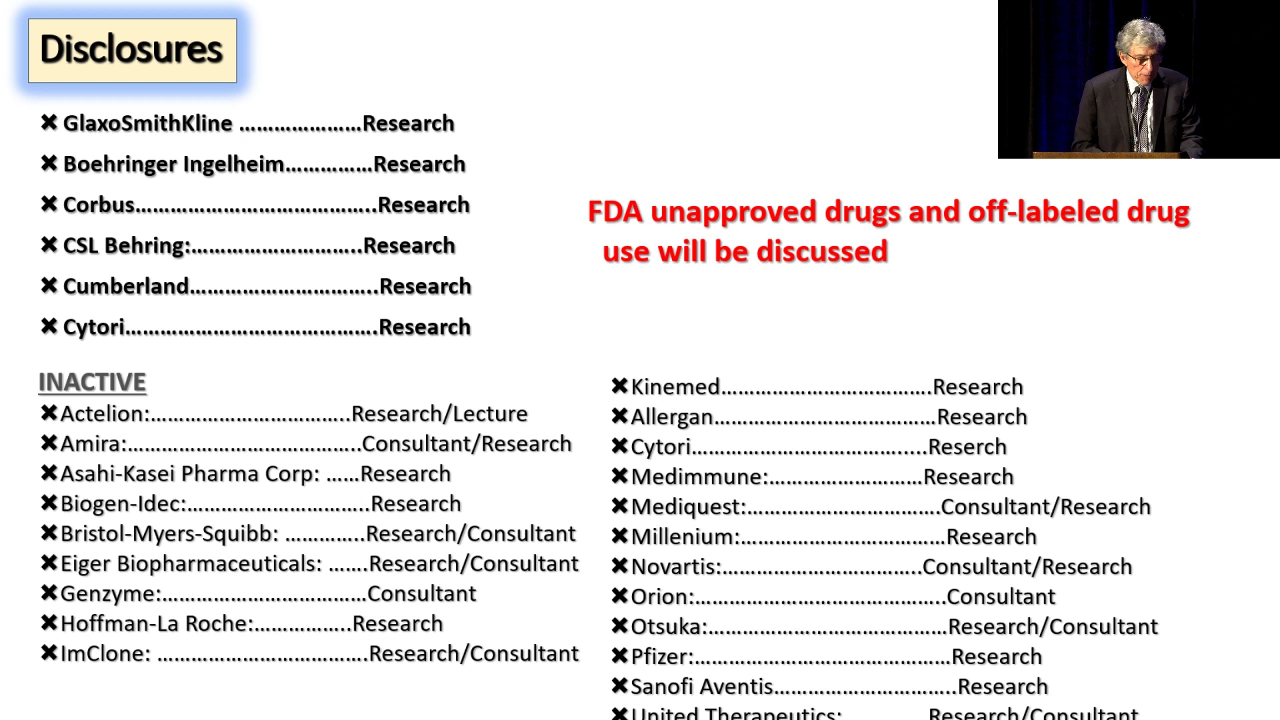 Disclosures
✖ GlaxoSmithKline …………………Research
✖ Boehringer Ingelheim……………Research
✖ Corbus…………………………………..Research
✖ CSL Behring:………………………..Research
✖ Cumberland…………………………..Research
✖ Cytori…………………………………….Research
FDA unapproved drugs and off-labeled drug
use will be discussed
INACTIVE
✖Actelion:……………………………..Research/Lecture
✖Amira:…………………………………..Consultant/Research
✖Asahi-Kasei Pharma Corp: ……Research
✖Biogen-Idec:…………………………..Research
✖Bristol-Myers-Squibb: …………..Research/Consultant
✖Eiger Biopharmaceuticals: …….Research/Consultant
✖Genzyme:………………………………Consultant
✖Hoffman-La Roche:……………..Research
✖ImClone: ……………………………….Research/Consultant
✖Kinemed……………………………….Research
✖Allergan…………………………………Research
✖Cytori……………………………….....Reserch
✖Medimmune:………………………Research
✖Mediquest:…………………………….Consultant/Research
✖Millenium:………………………………Research
✖Novartis:……………………………..Consultant/Research
✖Orion:……………………………………..Consultant
✖Otsuka:……………………………………Research/Consultant
✖Pfizer:………………………………………Research
✖Sanofi Aventis…………………………..Research
✖United Therapeutics: ……………Research/Consultant